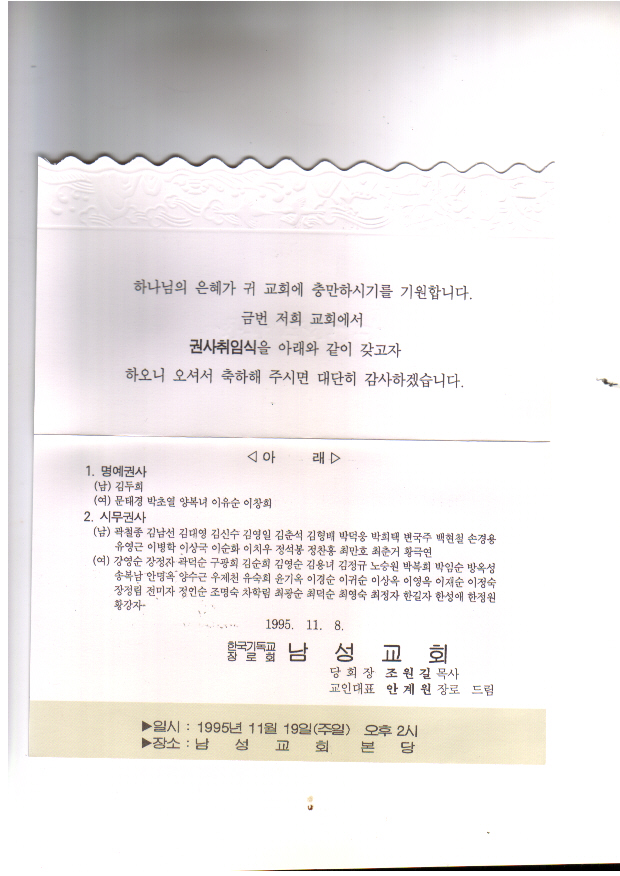 하나님의 은혜가 귀 교회에 충만하시기를 기원합니다.
금번 저희 교회에서
권사취임식을 아래와 같이 갖고자
하오니 오셔서 축하해 주시면 대단히 감사하겠습니다.
◁아 래▷
1. 명예권사
(남) 김두희
(여) 문태경 박초열 양복녀 이유순 이창희
2. 시무권사
(남) 곽철종 김남선 김대영 김신수 김영일 김춘석 김형배 박덕웅 박희택 변국주 백현철 손경용
유영근 이병학 이상국 이순화 이치우 정석봉 정찬홍 최만호 최춘거 황극연
(여) 강영순 강정자 곽덕순 구광회 김순희 김영순 김용녀 김정규 노승원 박복희 박임순 방옥성
송복남 안명옥 양수근 우제천 유숙희 윤기옥 이경순 이귀순 이상옥 이영옥 이재순 이정숙
장정림 전미자 정인순 조명숙 차학림 최광순 최덕순 최영숙 최정자 한길자 한성애 한정원
황강자
1995. 11. 8.
한국기독교
장로회 남 성 교 회
당 회 장 조 원 길 목사
교인대표 안 계 원 장로 드림
▶일시 : 1995년 11월 19일(주일) 오후 2시
▶장소 : 남 성 교 회 본 당